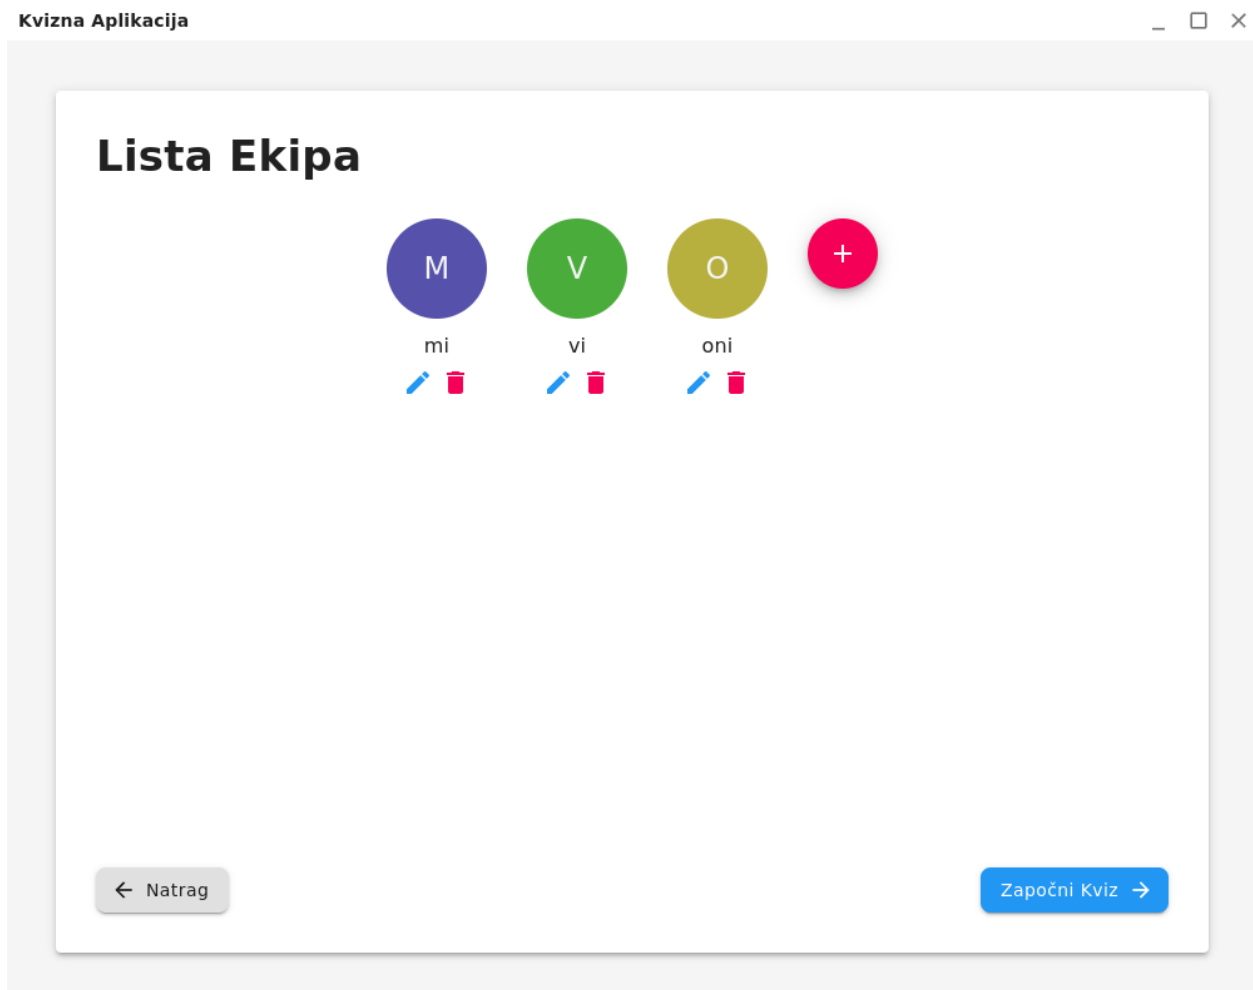 Kvizna Aplikacija
Lista Ekipa
M V O +
mi vi oni
Natrag
Započni Kviz